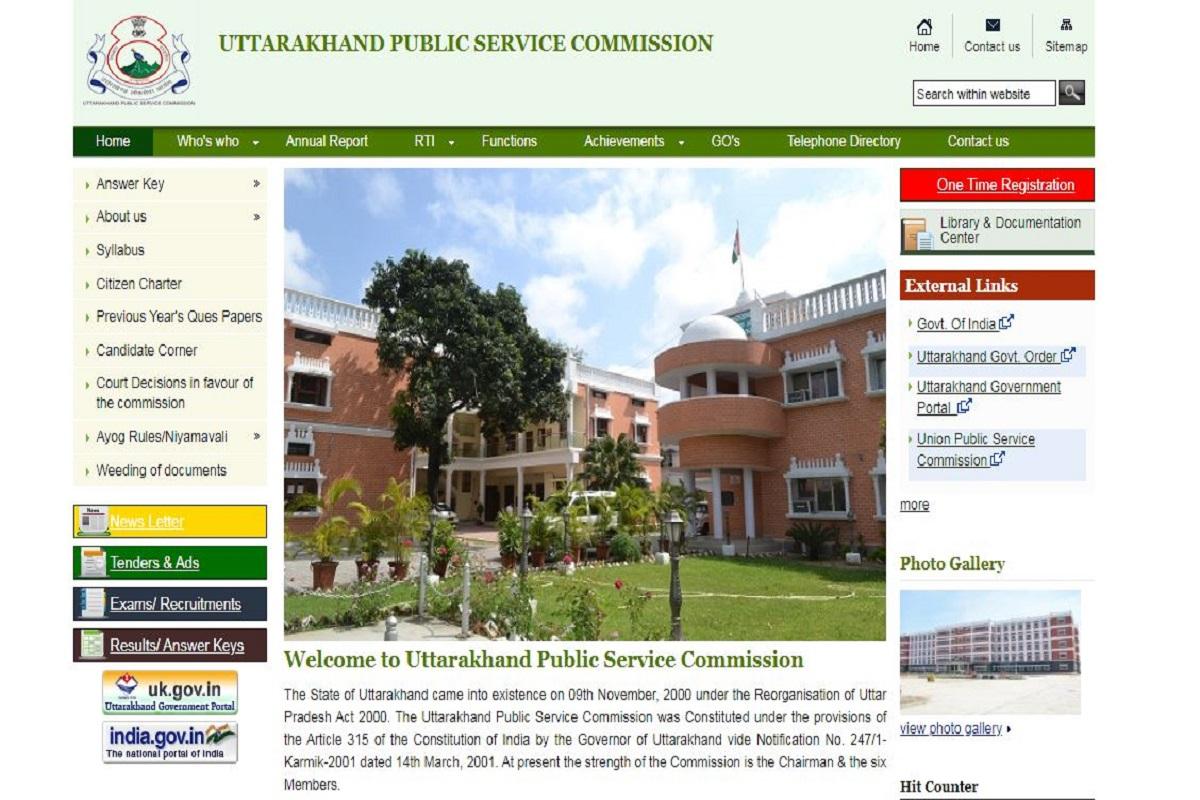 UTTARAKHAND PUBLIC SERVICE COMMISSION
UTTARAKHAND PUBLIC SERVICE COMMISSION
Home
Contact us
Sitemap
Search within website
Home
Who's who
Annual Report
RTI
Functions
Achievements
GO's
Telephone Directory
Contact us
Answer Key »
About us »
Syllabus
Citizen Charter
Previous Year's Ques Papers
Candidate Corner
Court Decisions in favour of
the commission
Ayog Rules/Niyamavali »
Weeding of documents
News
News Letter
Tenders & Ads
Exams/ Recruitments
Results/ Answer Keys
uk.gov.in
Uttarakhand Government Portal
india.gov.in
The national portal of India
Welcome to Uttarakhand Public Service Commission
The State of Uttarakhand came into existence on 09th November, 2000 under the Reorganisation of Uttar
Pradesh Act 2000. The Uttarakhand Public Service Commission was Constituted under the provisions of
the Article 315 of the Constitution of India by the Governor of Uttarakhand vide Notification No. 247/1-
Karmik-2001 dated 14th March, 2001. At present the strength of the Commission is the Chairman & the six
Members.
One Time Registration
Library & Documentation
Center
External Links
Govt. Of India
Uttarakhand Govt. Order
Uttarakhand Government
Portal
Union Public Service
Commission
more
Photo Gallery
view photo gallery
Hit Counter